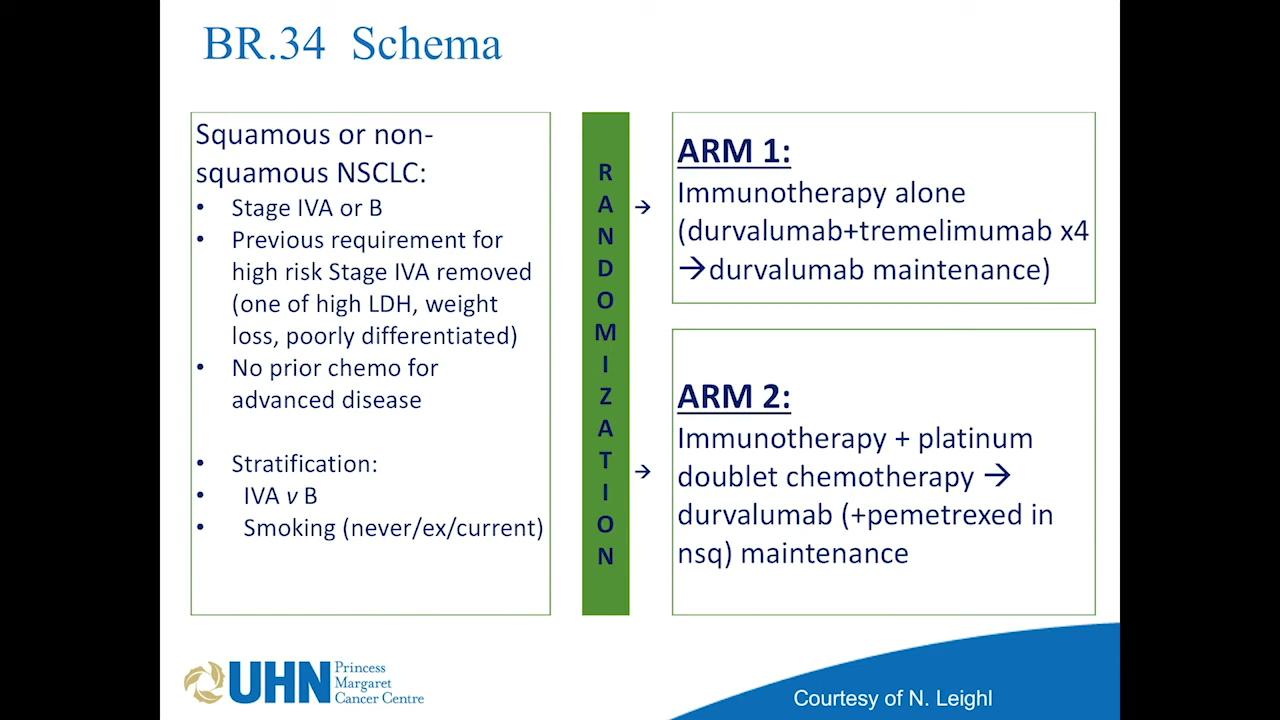 BR.34 Schema
Squamous or non-
squamous NSCLC:
• Stage IVA or B
• Previous requirement for
high risk Stage IVA removed
(one of high LDH, weight
loss, poorly differentiated)
• No prior chemo for
advanced disease
• Stratification:
• IVA v B
• Smoking (never/ex/current)
R
A
N
D
O
M
I
Z
A
T
I
O
N
→
→
ARM 1:
Immunotherapy alone
(durvalumab+tremelimumab x4
→durvalumab maintenance)
ARM 2:
Immunotherapy + platinum
doublet chemotherapy →
durvalumab (+pemetrexed in
nsq) maintenance
UHN
Princess
Margaret
Cancer Centre
Courtesy of N. Leighl